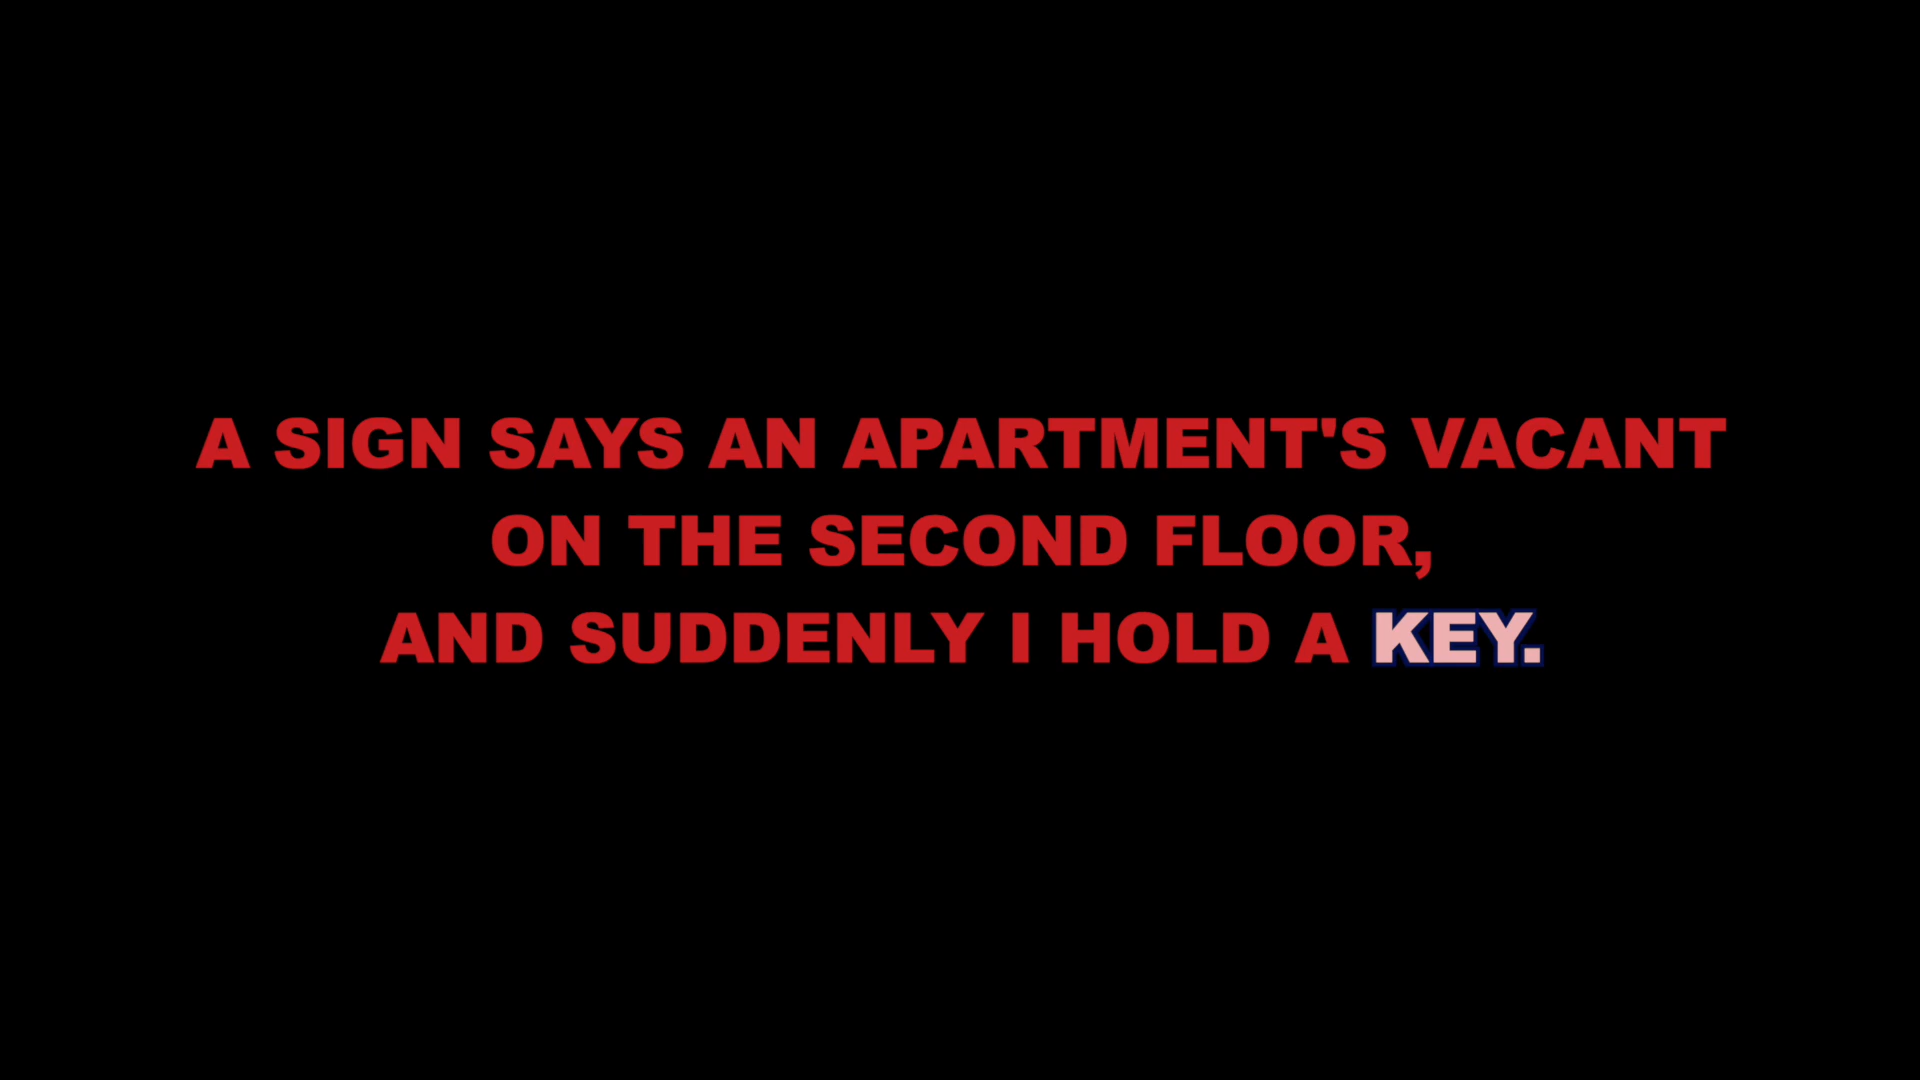 A SIGN SAYS AN APARTMENT'S VACANT
ON THE SECOND FLOOR,
AND SUDDENLY I HOLD A KEY.